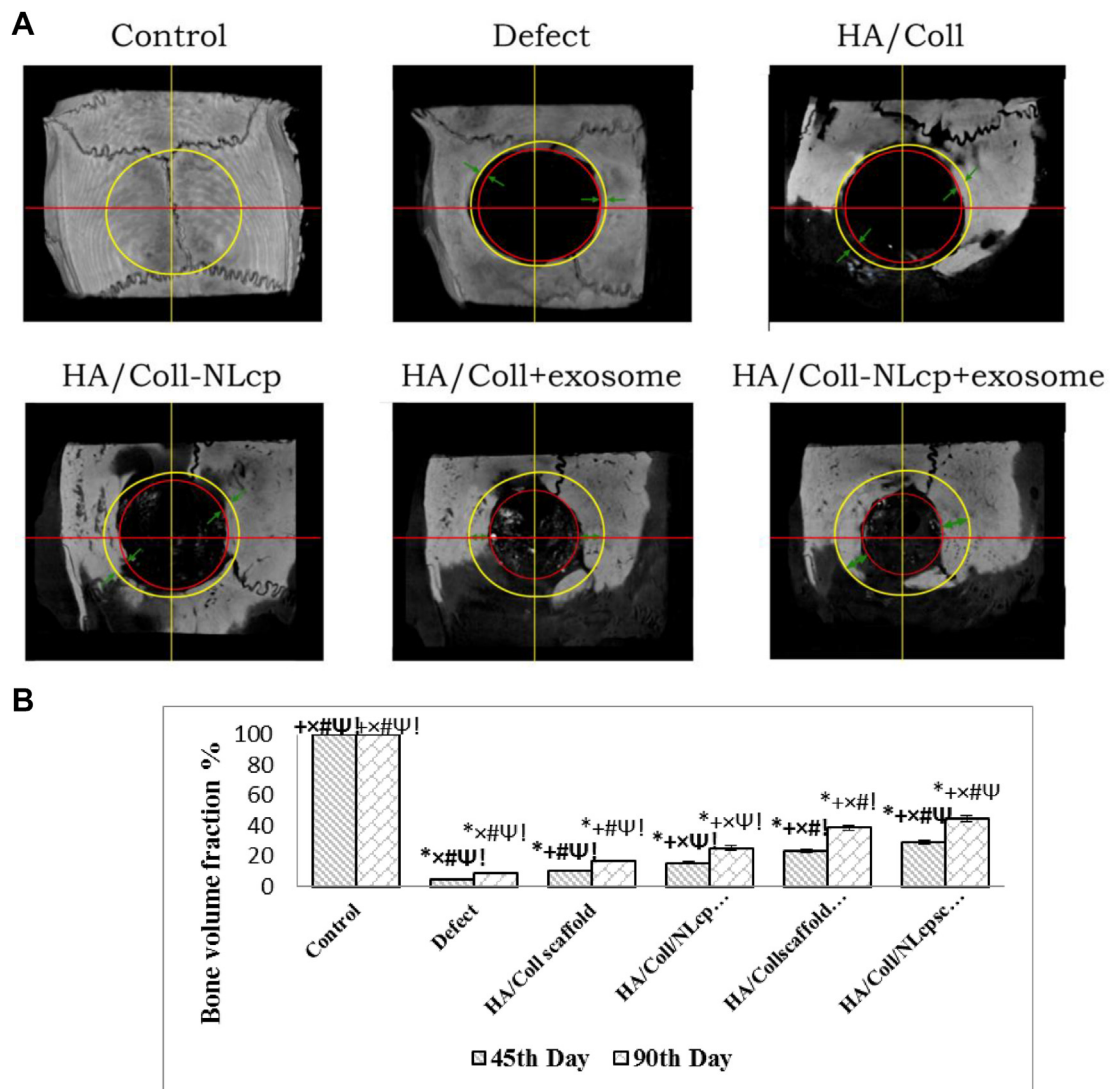 A
Control
Defect
HA/Coll
HA/Coll-NLcp
HA/Coll+exosome
HA/Coll-NLcp+exosome
B
Bone volume fraction %
100
80
60
40
20
0
+×#Ψ!
+×#Ψ!
*×#Ψ!
*×#Ψ!
*+#Ψ!
*+#Ψ!
*+×Ψ!
*+×Ψ!
*+×#!
*+×#!
*+×#Ψ
*+×#Ψ
Control
Defect
HA/Coll scaffold
HA/Coll/NLcp...
HA/Collscaffold...
HA/Coll/NLcpsc...
45th Day
90th Day